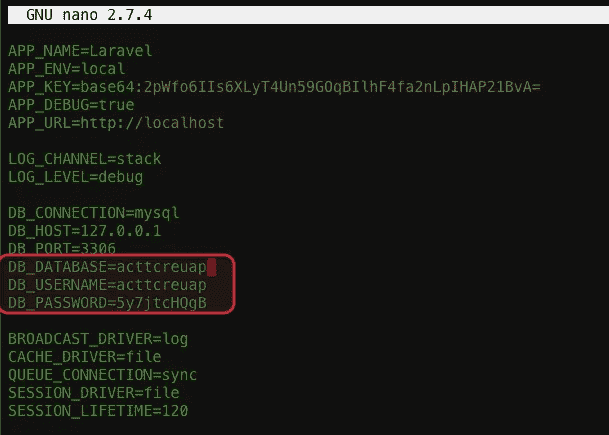 GNU nano 2.7.4
APP_NAME=Laravel
APP_ENV=local
APP_KEY=base64:2pWfo6IIs6XLyT4Un59GOqBIlhF4fa2nLpIHAP21BvA=
APP_DEBUG=true
APP_URL=http://localhost
LOG_CHANNEL=stack
LOG_LEVEL=debug
DB_CONNECTION=mysql
DB_HOST=127.0.0.1
DB_PORT=3306
DB_DATABASE=acttcreuap
DB_USERNAME=acttcreuap
DB_PASSWORD=5y7jtcHQgB
BROADCAST_DRIVER=log
CACHE_DRIVER=file
QUEUE_CONNECTION=sync
SESSION_DRIVER=file
SESSION_LIFETIME=120